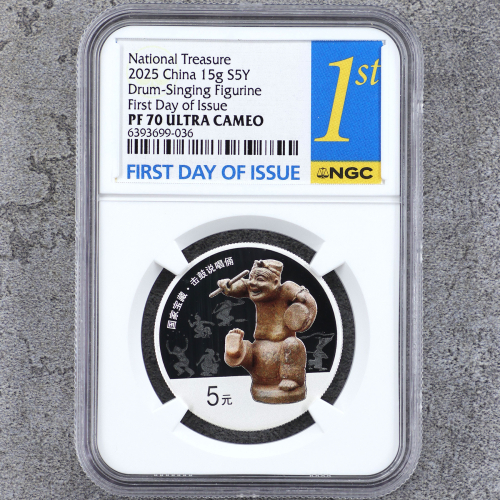 National Treasure
2025 China 15g S5Y
Drum-Singing Figurine
First Day of Issue
PF 70 ULTRA CAMEO
6393699-036
FIRST DAY OF ISSUE
1st
NGC
国家宝藏·击鼓说唱俑
5元